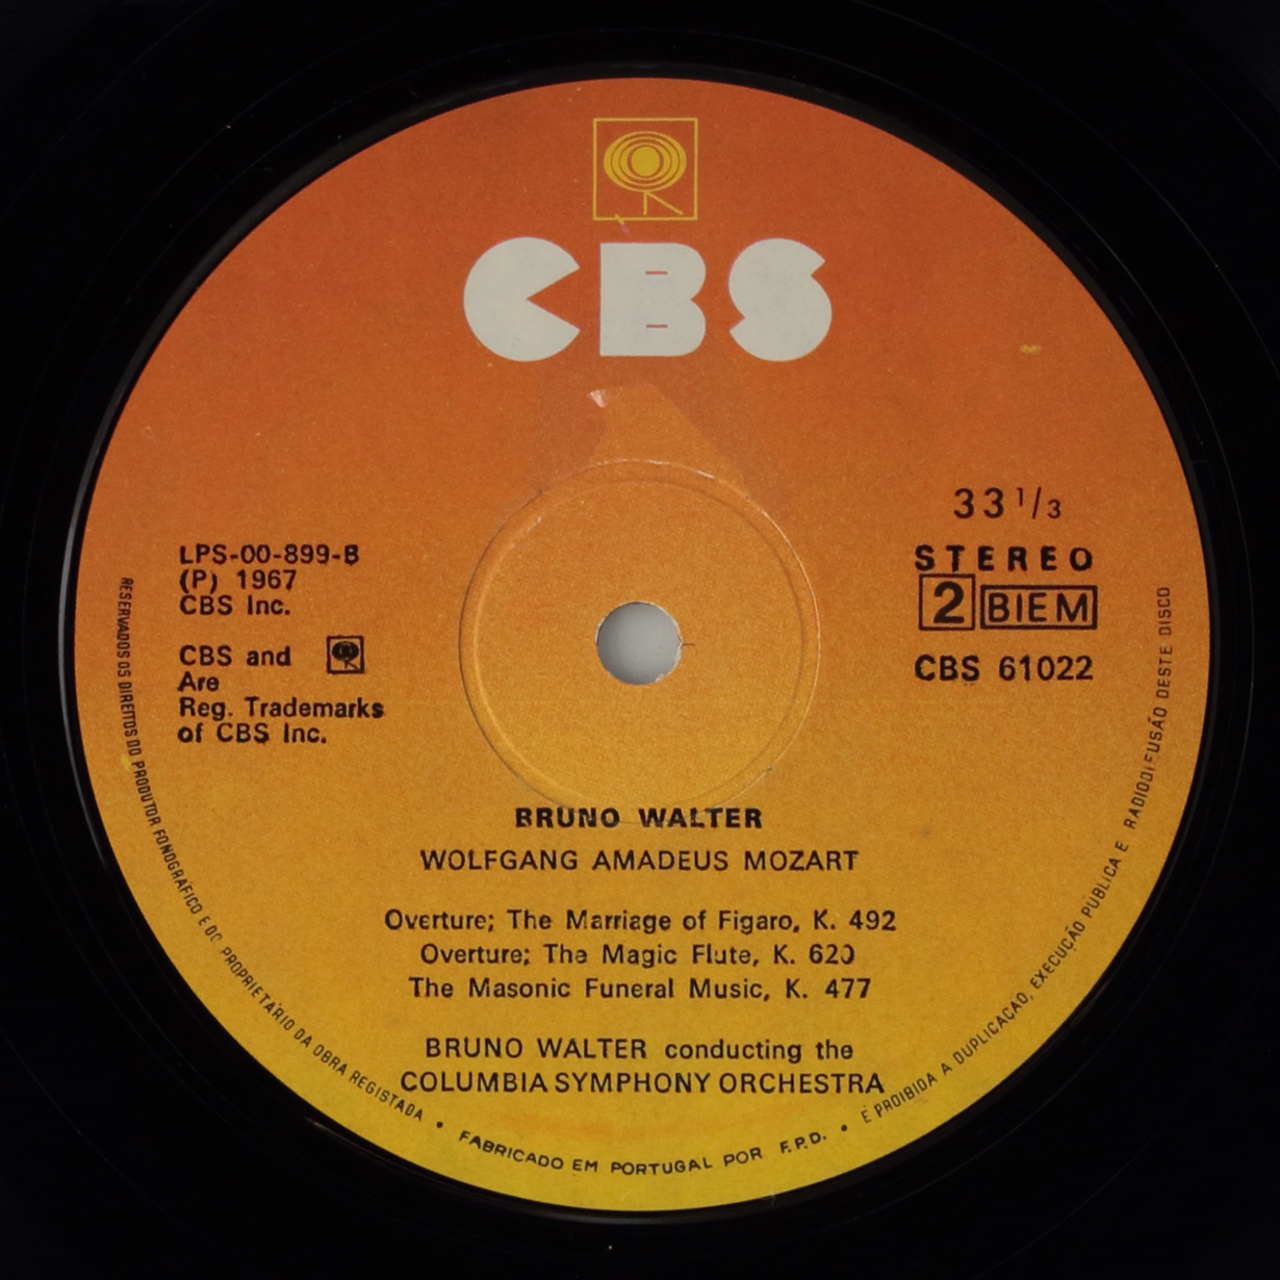 CBS
33 1/3
STEREO
2 BIEM
CBS 61022
LPS-00-899-B
(P) 1967
CBS Inc.
CBS and
Are
Reg. Trademarks
of CBS Inc.
BRUNO WALTER
WOLFGANG AMADEUS MOZART
Overture; The Marriage of Figaro, K. 492
Overture; The Magic Flute, K. 620
The Masonic Funeral Music, K. 477
BRUNO WALTER conducting the
COLUMBIA SYMPHONY ORCHESTRA
RESERVADOS OS DIREITOS DO PRODUTOR FONOGRÁFICO E DO PROPRIETÁRIO DA OBRA REGISTADA • FABRICADO EM PORTUGAL POR F.P.D. • É PROIBIDA A DUPLICAÇÃO, EXECUÇÃO PÚBLICA E RADIODIFUSÃO DESTE DISCO